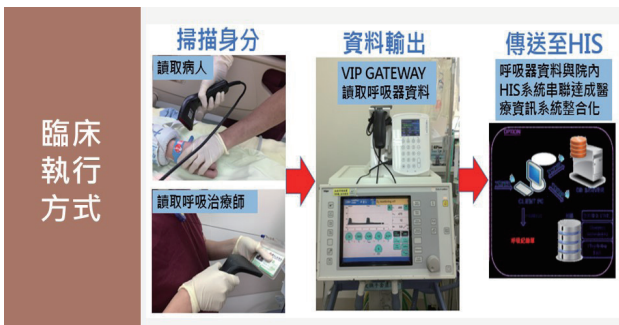 臨床
執行
方式
掃描身分
讀取病人
讀取呼吸治療師
資料輸出
VIP GATEWAY
讀取呼吸器資料
傳送至HIS
呼吸器資料與院內
HIS系統串聯達成醫
療資訊系統整合化